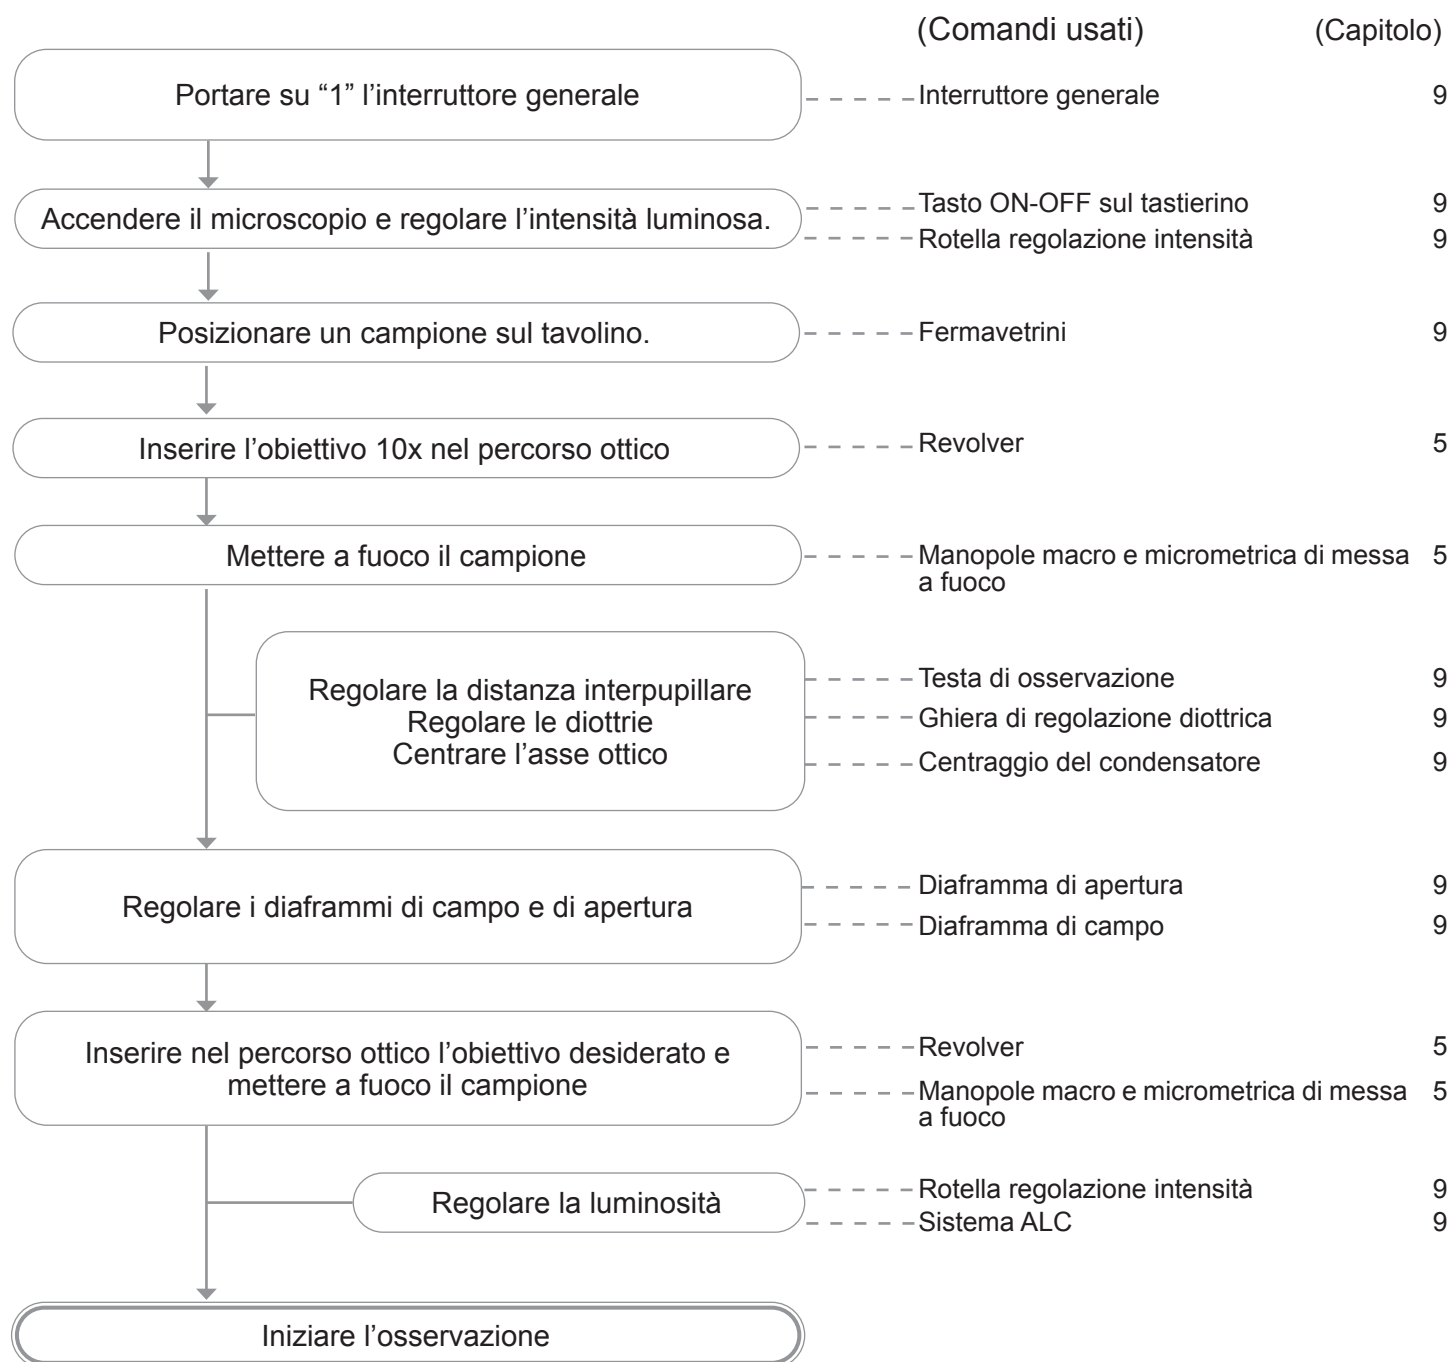 (Comandi usati) (Capitolo)
Portare su “1” l’interruttore generale Interruttore generale 9
Accendere il microscopio e regolare l’intensità luminosa. Tasto ON-OFF sul tastierino 9
Rotella regolazione intensità 9
Posizionare un campione sul tavolino. Fermavetrini 9
Inserire l’obiettivo 10x nel percorso ottico Revolver 5
Mettere a fuoco il campione Manopole macro e micrometrica di messa 5
a fuoco
Regolare la distanza interpupillare Testa di osservazione 9
Regolare le diottrie Ghiera di regolazione diottrica 9
Centrare l’asse ottico Centraggio del condensatore 9
Regolare i diaframmi di campo e di apertura Diaframma di apertura 9
Diaframma di campo 9
Inserire nel percorso ottico l’obiettivo desiderato e Revolver 5
mettere a fuoco il campione Manopole macro e micrometrica di messa 5
a fuoco
Regolare la luminosità Rotella regolazione intensità 9
Sistema ALC 9
Iniziare l’osservazione